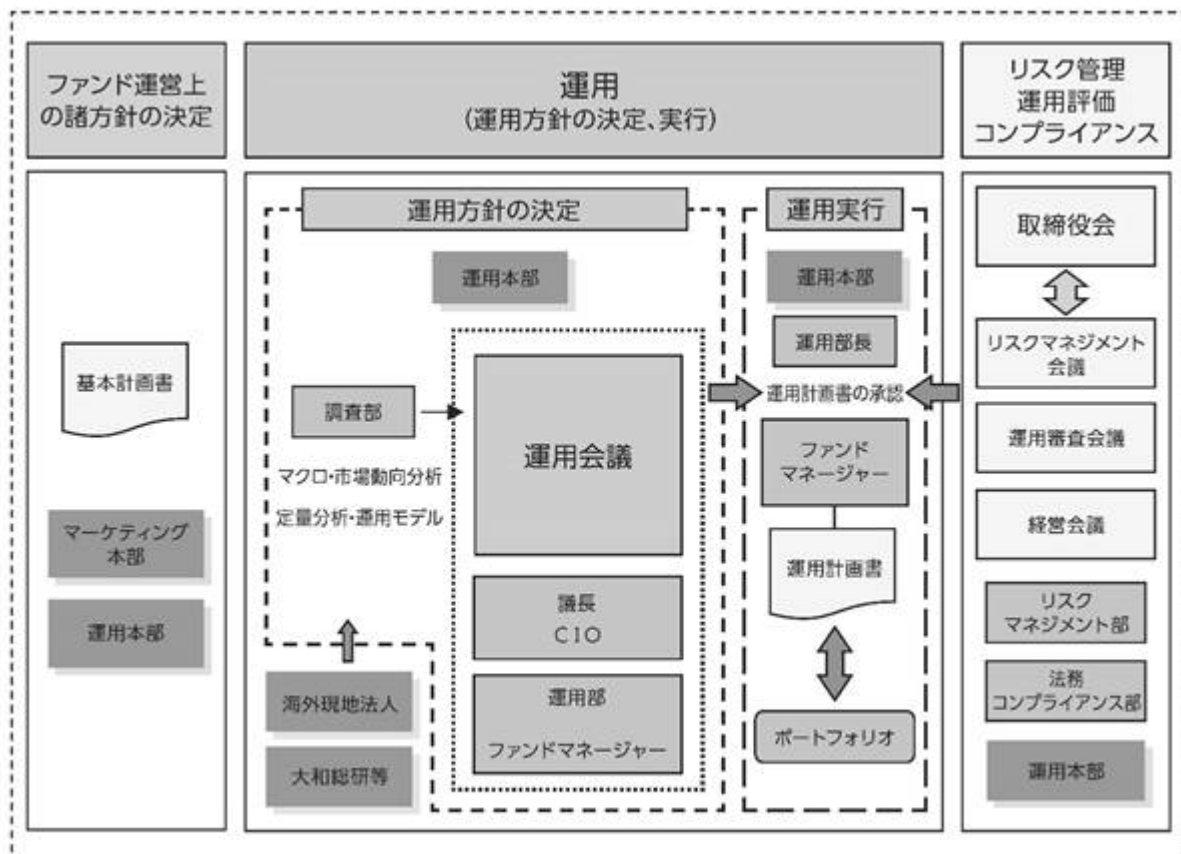 ファンド運営上
の諸方針の決定
運用
(運用方針の決定、実行)
リスク管理
運用評価
コンプライアンス
基本計画書
マーケティング
本部
運用本部
運用方針の決定
運用本部
調査部
マクロ・市場動向分析
定量分析・運用モデル
運用会議
議長
CIO
運用部
ファンドマネージャー
海外現地法人
大和総研等
運用実行
運用本部
運用部長
運用計画書の承認
ファンド
マネージャー
運用計画書
ポートフォリオ
取締役会
リスクマネジメント
会議
運用審査会議
経営会議
リスク
マネジメント部
法務
コンプライアンス部
運用本部